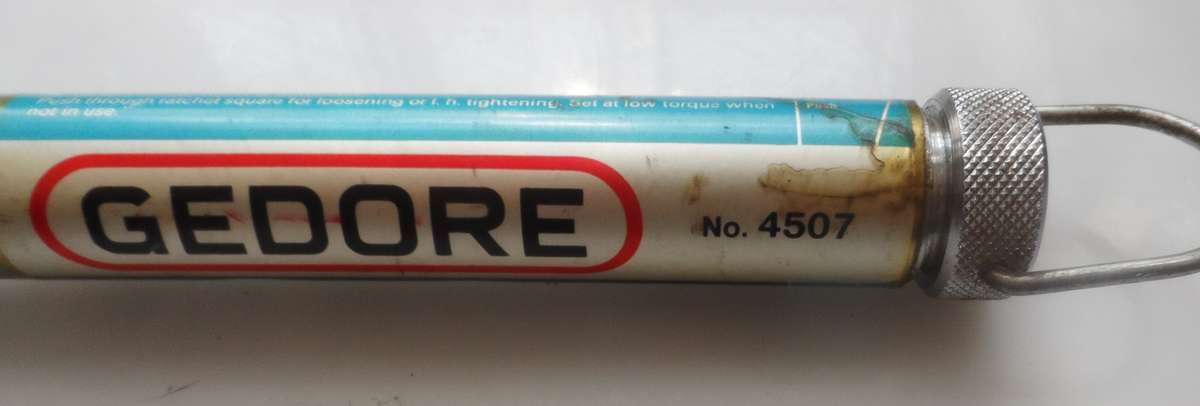 Push through ratchet square for loosening or l. h. tightening. Set at low torque when
not in use.
Push
GEDORE
No. 4507